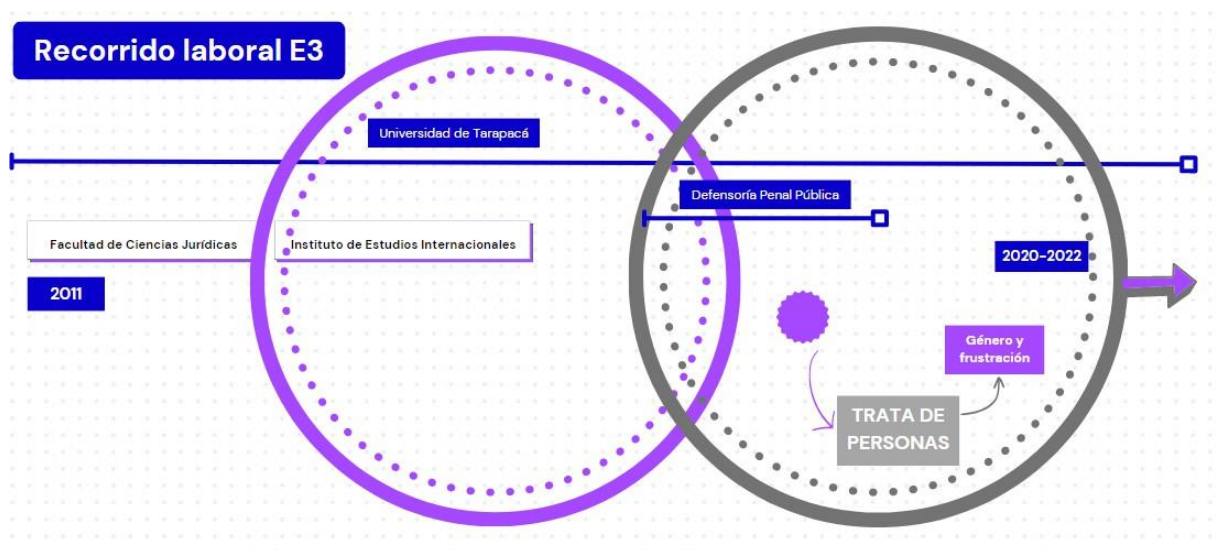 Recorrido laboral E3
Universidad de Tarapacá
Defensoría Penal Pública
Facultad de Ciencias Jurídicas
Instituto de Estudios Internacionales
2020-2022
2011
Género y
frustración
TRATA DE
PERSONAS